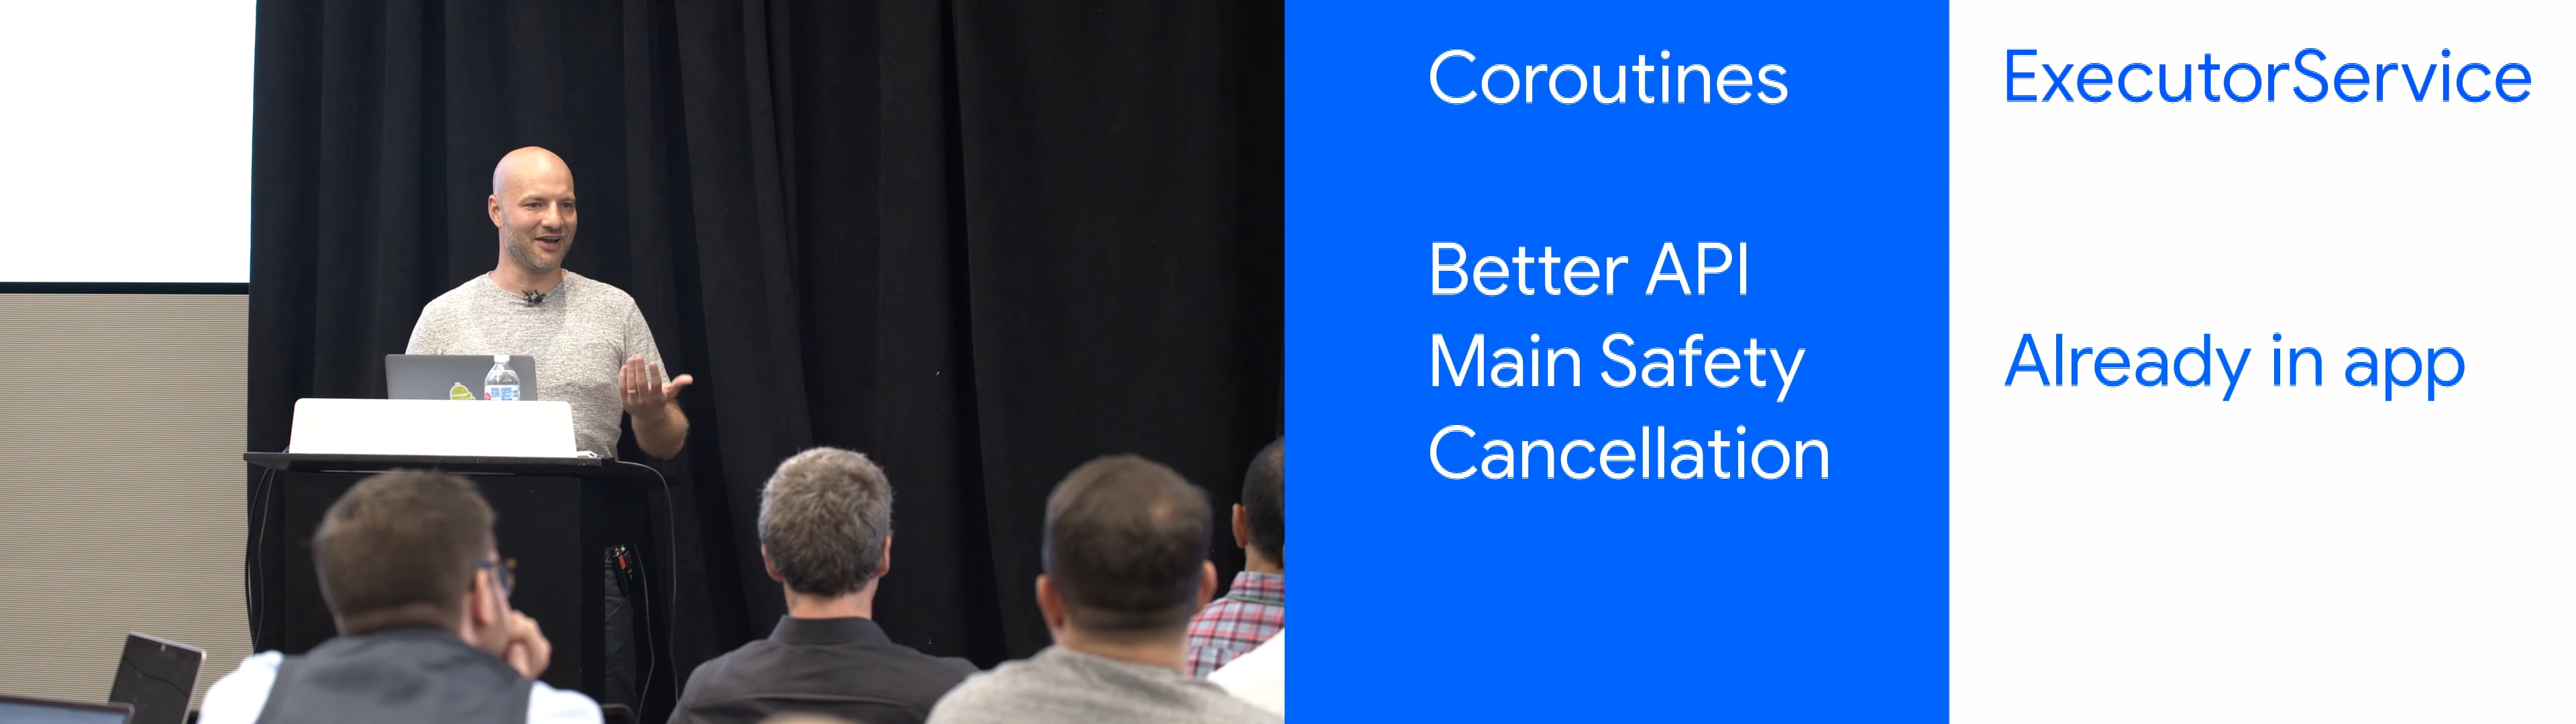 Coroutines
ExecutorService
Better API
Main Safety
Already in app
Cancellation